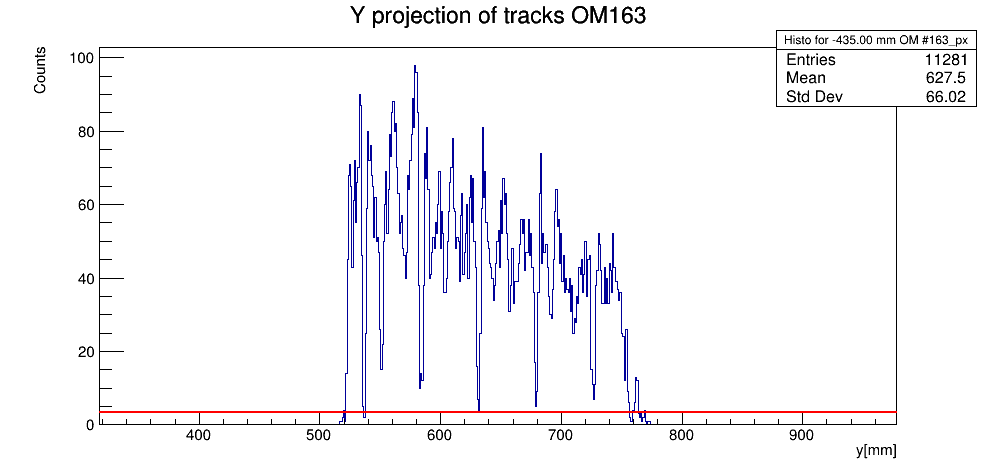 Y projection of tracks OM163
Histo for -435.00 mm OM #163_px
Entries 11281
Mean 627.5
Std Dev 66.02
Counts
100
80
60
40
20
0
400 500 600 700 800 900
y[mm]